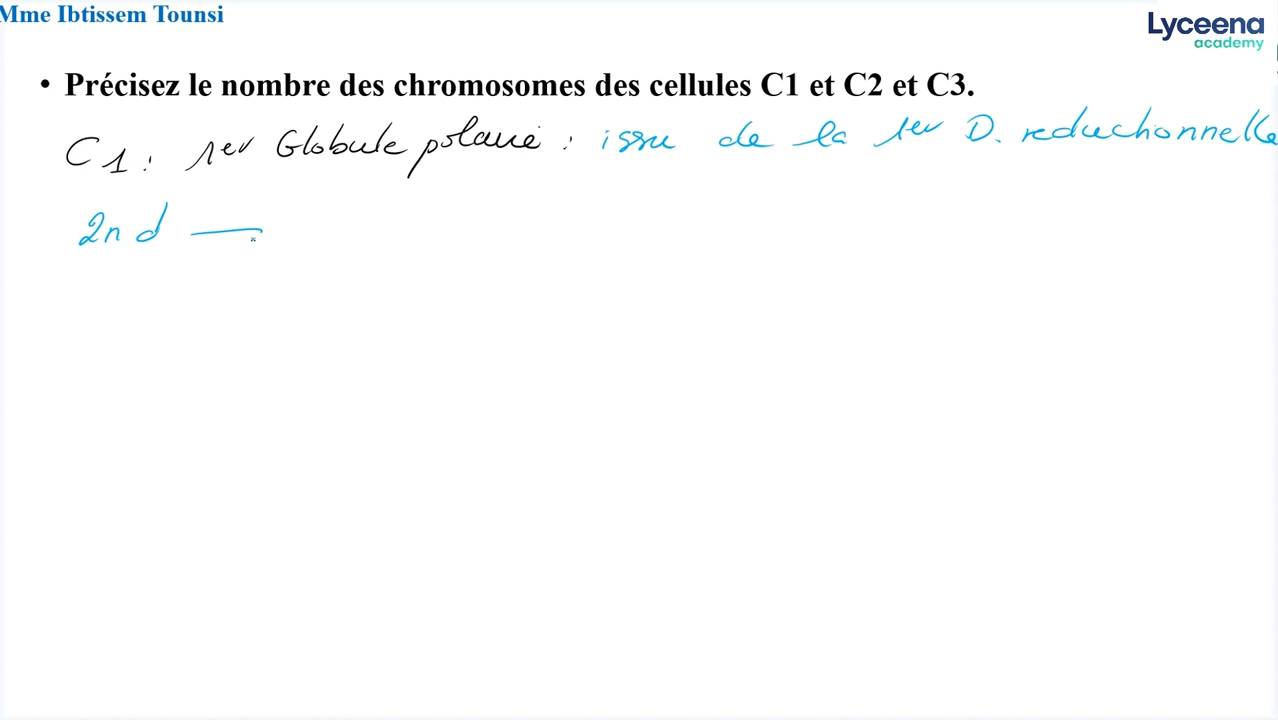 Mme Ibtissem Tounsi
Lyceena
academy
• Précisez le nombre des chromosomes des cellules C1 et C2 et C3.
C1 : 1er Globule polaire : issu de la 1er D. reductionnelle
2n d —